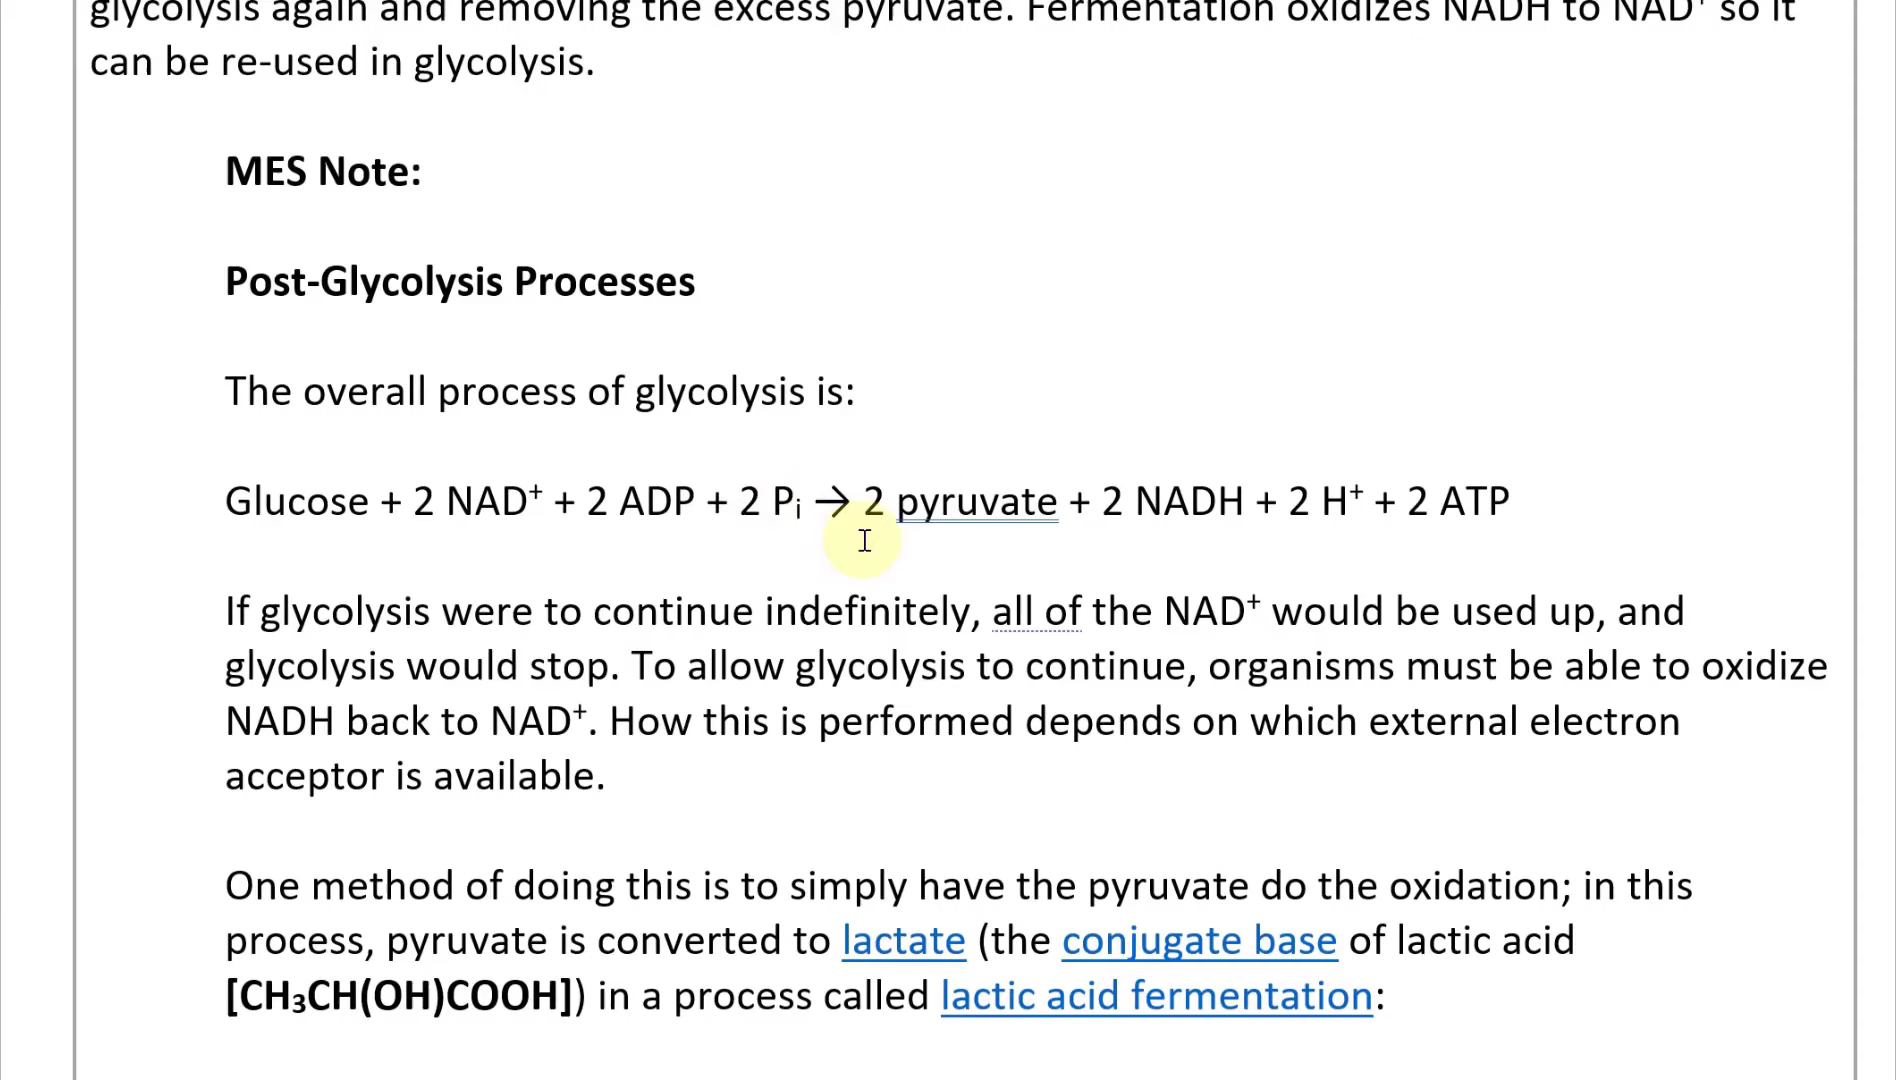 glycolysis again and removing the excess pyruvate. Fermentation oxidizes NADH to NAD⁺ so it
can be re-used in glycolysis.
MES Note:
Post-Glycolysis Processes
The overall process of glycolysis is:
Glucose + 2 NAD⁺ + 2 ADP + 2 Pᵢ → 2 pyruvate + 2 NADH + 2 H⁺ + 2 ATP
If glycolysis were to continue indefinitely, all of the NAD⁺ would be used up, and
glycolysis would stop. To allow glycolysis to continue, organisms must be able to oxidize
NADH back to NAD⁺. How this is performed depends on which external electron
acceptor is available.
One method of doing this is to simply have the pyruvate do the oxidation; in this
process, pyruvate is converted to lactate (the conjugate base of lactic acid
[CH₃CH(OH)COOH]) in a process called lactic acid fermentation: